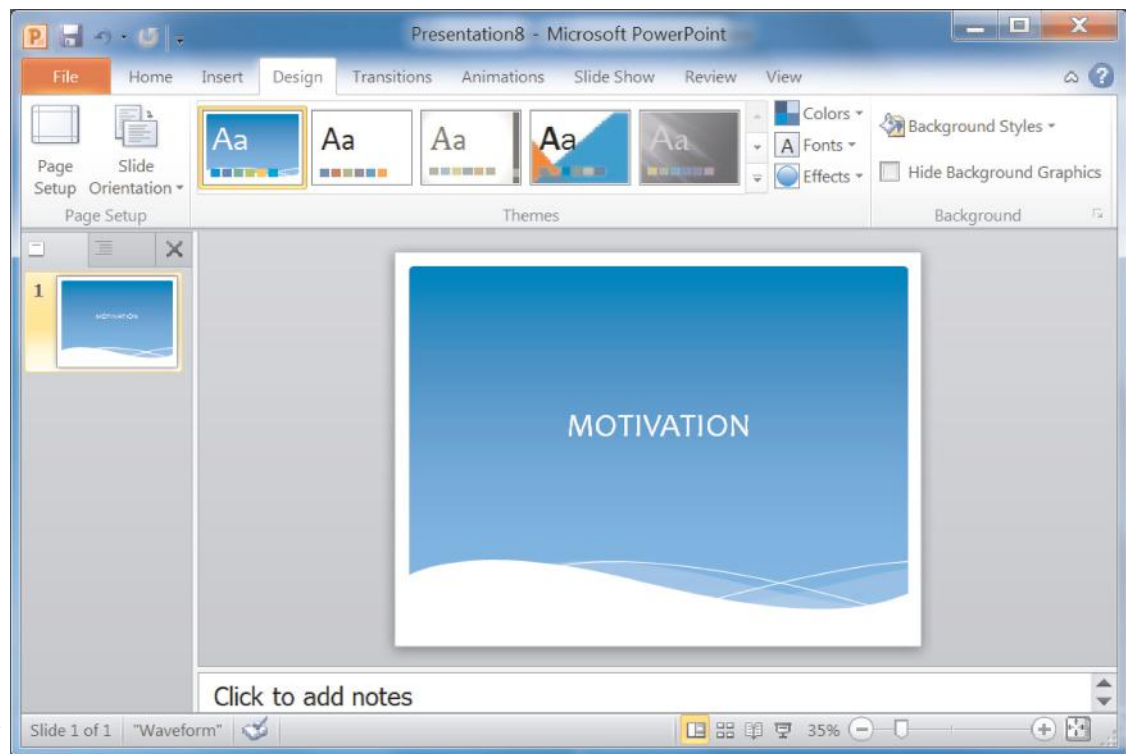 Presentation8 - Microsoft PowerPoint
File Home Insert Design Transitions Animations Slide Show Review View
Page Setup
Slide Orientation
Aa Aa Aa Aa Aa
Colors
Fonts
Effects
Background Styles
Hide Background Graphics
Page Setup Themes Background
1
MOTIVATION
MOTIVATION
Click to add notes
Slide 1 of 1 "Waveform" 35%